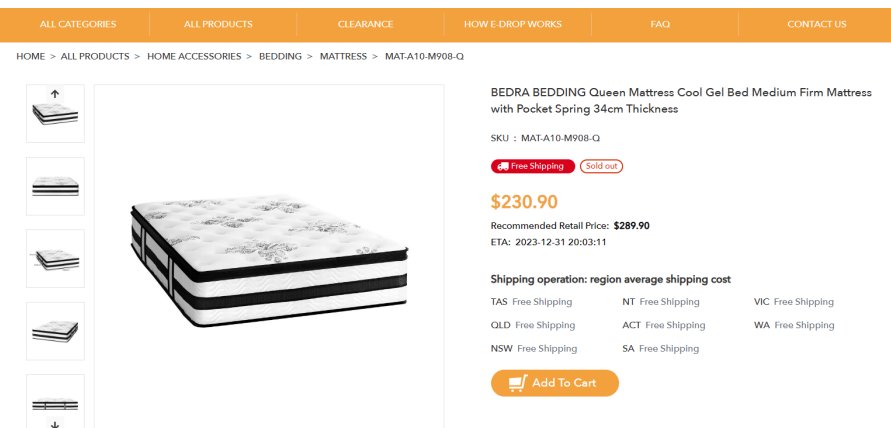 ALL CATEGORIES ALL PRODUCTS CLEARANCE HOW E-DROP WORKS FAQ CONTACT US
HOME > ALL PRODUCTS > HOME ACCESSORIES > BEDDING > MATTRESS > MAT-A10-M908-Q
BEDRA BEDDING Queen Mattress Cool Gel Bed Medium Firm Mattress
with Pocket Spring 34cm Thickness
SKU : MAT-A10-M908-Q
Free Shipping Sold out
$230.90
Recommended Retail Price: $289.90
ETA: 2023-12-31 20:03:11
Shipping operation: region average shipping cost
TAS Free Shipping NT Free Shipping VIC Free Shipping
QLD Free Shipping ACT Free Shipping WA Free Shipping
NSW Free Shipping SA Free Shipping
Add To Cart